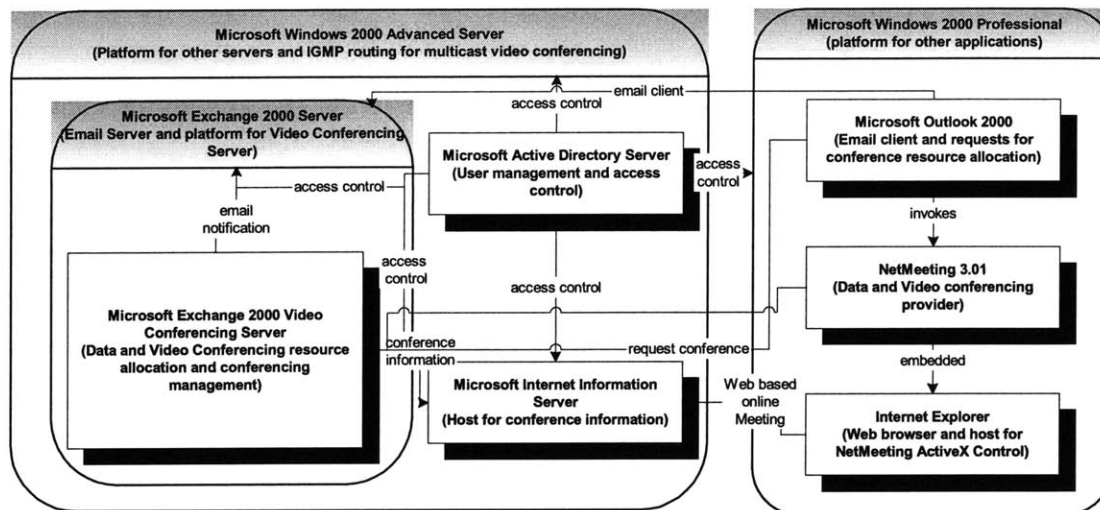 Microsoft Windows 2000 Advanced Server
(Platform for other servers and IGMP routing for multicast video conferencing)
Microsoft Windows 2000 Professional
(platform for other applications)
email client
access control
Microsoft Exchange 2000 Server
(Email Server and platform for Video Conferencing
Server)
Microsoft Active Directory Server
(User management and access
control)
access
control
Microsoft Outlook 2000
(Email client and requests for
conference resource allocation)
access control
email
notification
invokes
access
control
access control
NetMeeting 3.01
(Data and Video conferencing
provider)
Microsoft Exchange 2000 Video
Conferencing Server
(Data and Video Conferencing resource
allocation and conferencing
management)
conference
information
request conference
embedded
Microsoft Internet Information
Server
(Host for conference information)
Web based
online
Meeting
Internet Explorer
(Web browser and host for
NetMeeting ActiveX Control)